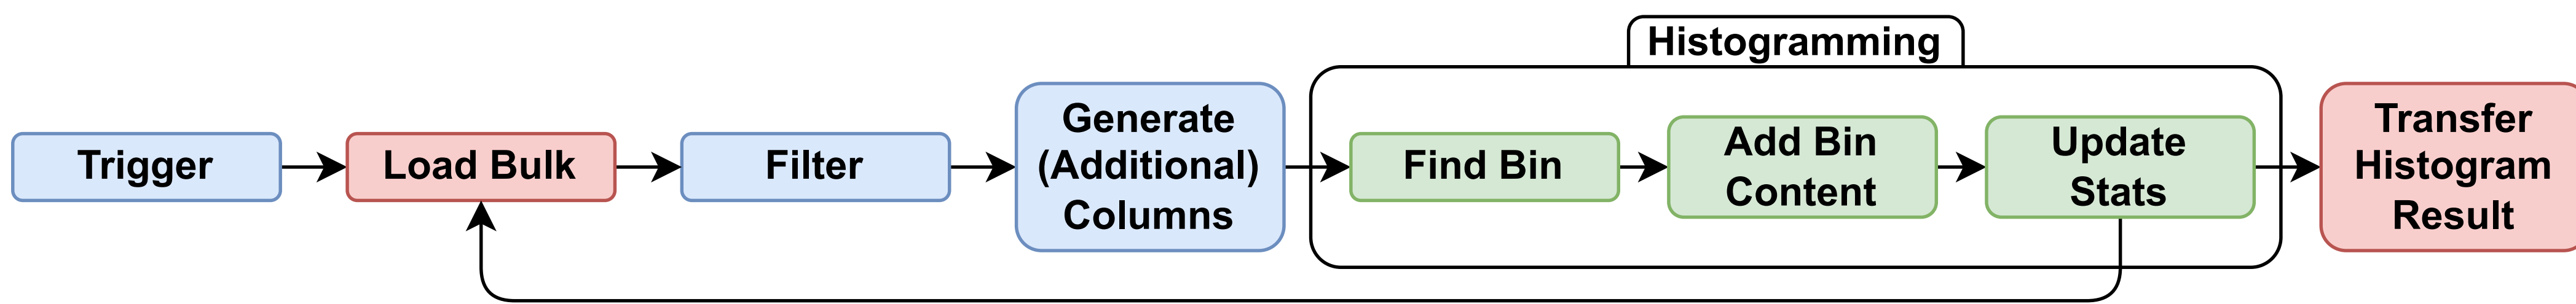 Histogramming
Trigger
Load Bulk
Filter
Generate
(Additional)
Columns
Find Bin
Add Bin
Content
Update
Stats
Transfer
Histogram
Result